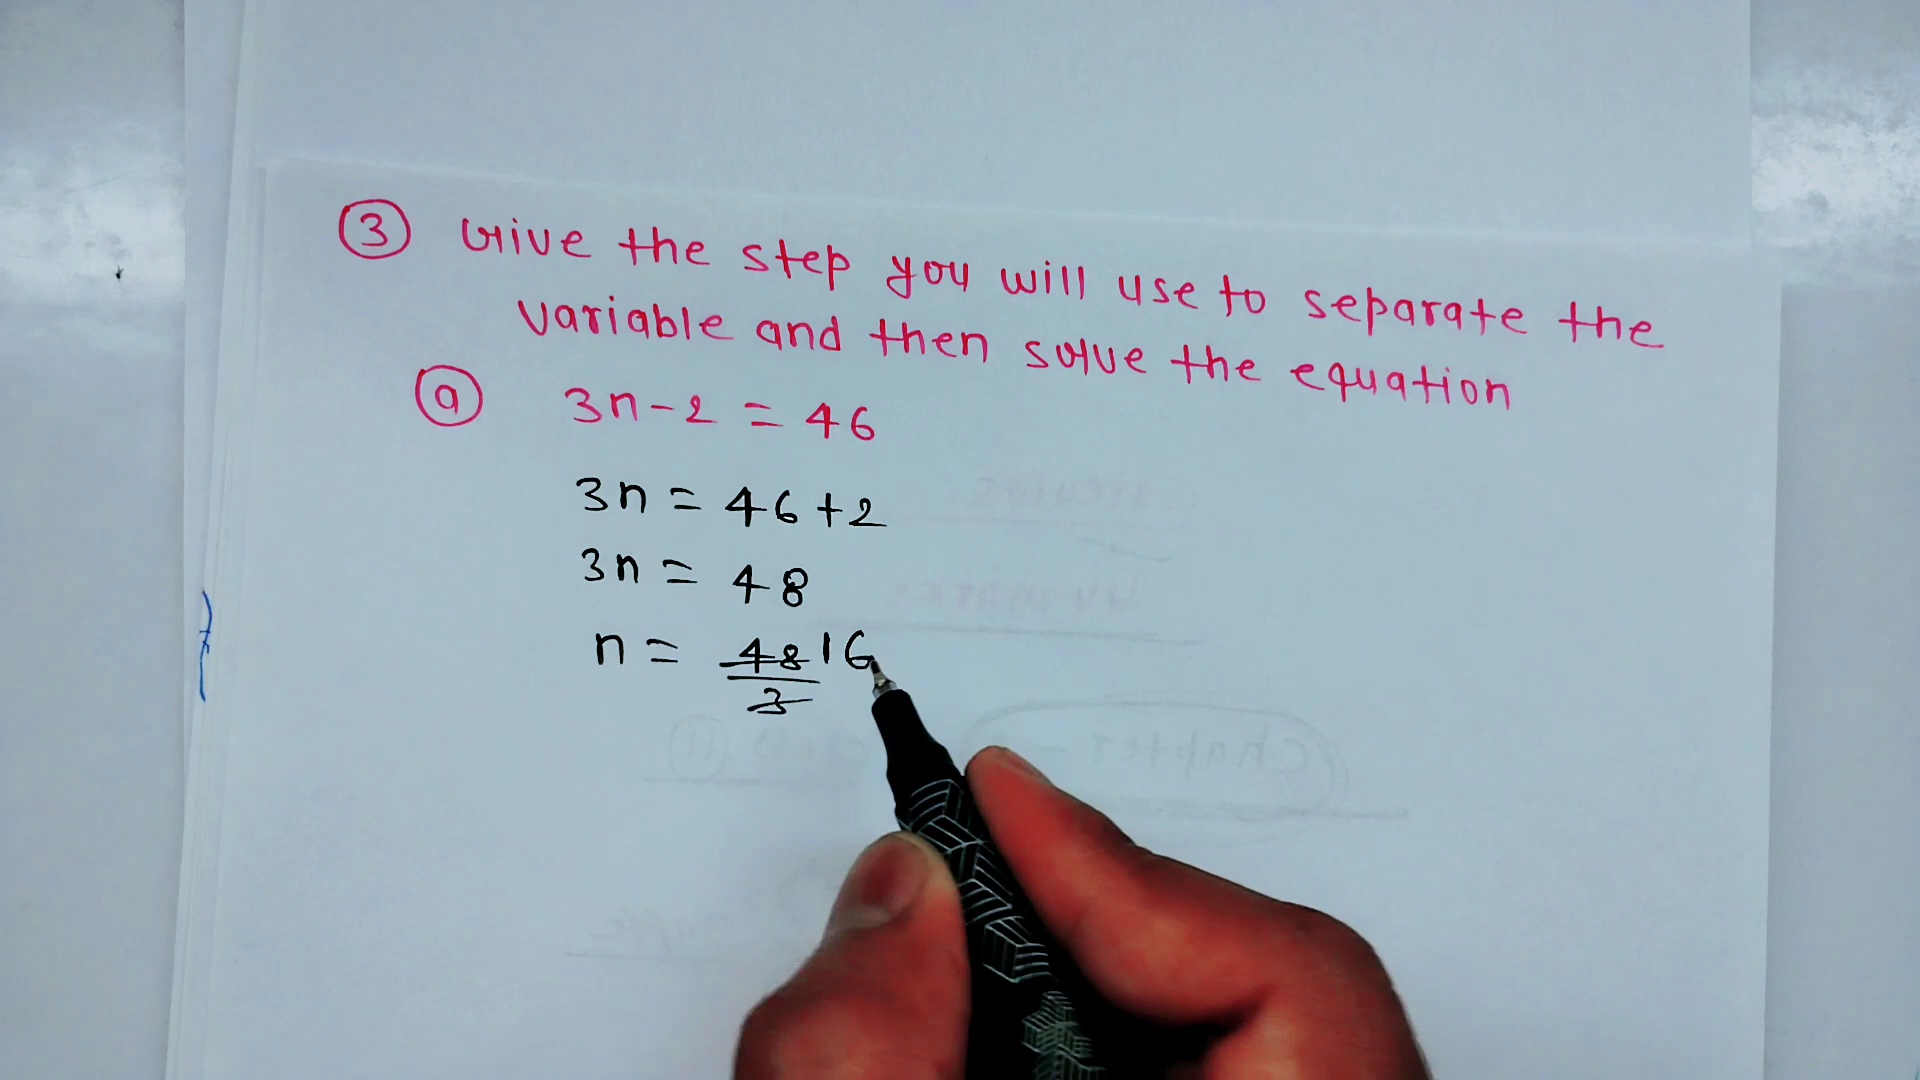 ③ Give the step you will use to separate the
variable and then solve the equation
ⓐ 3n-2 = 46
3n = 46+2
3n = 48
n = 48/3 16
Chapter